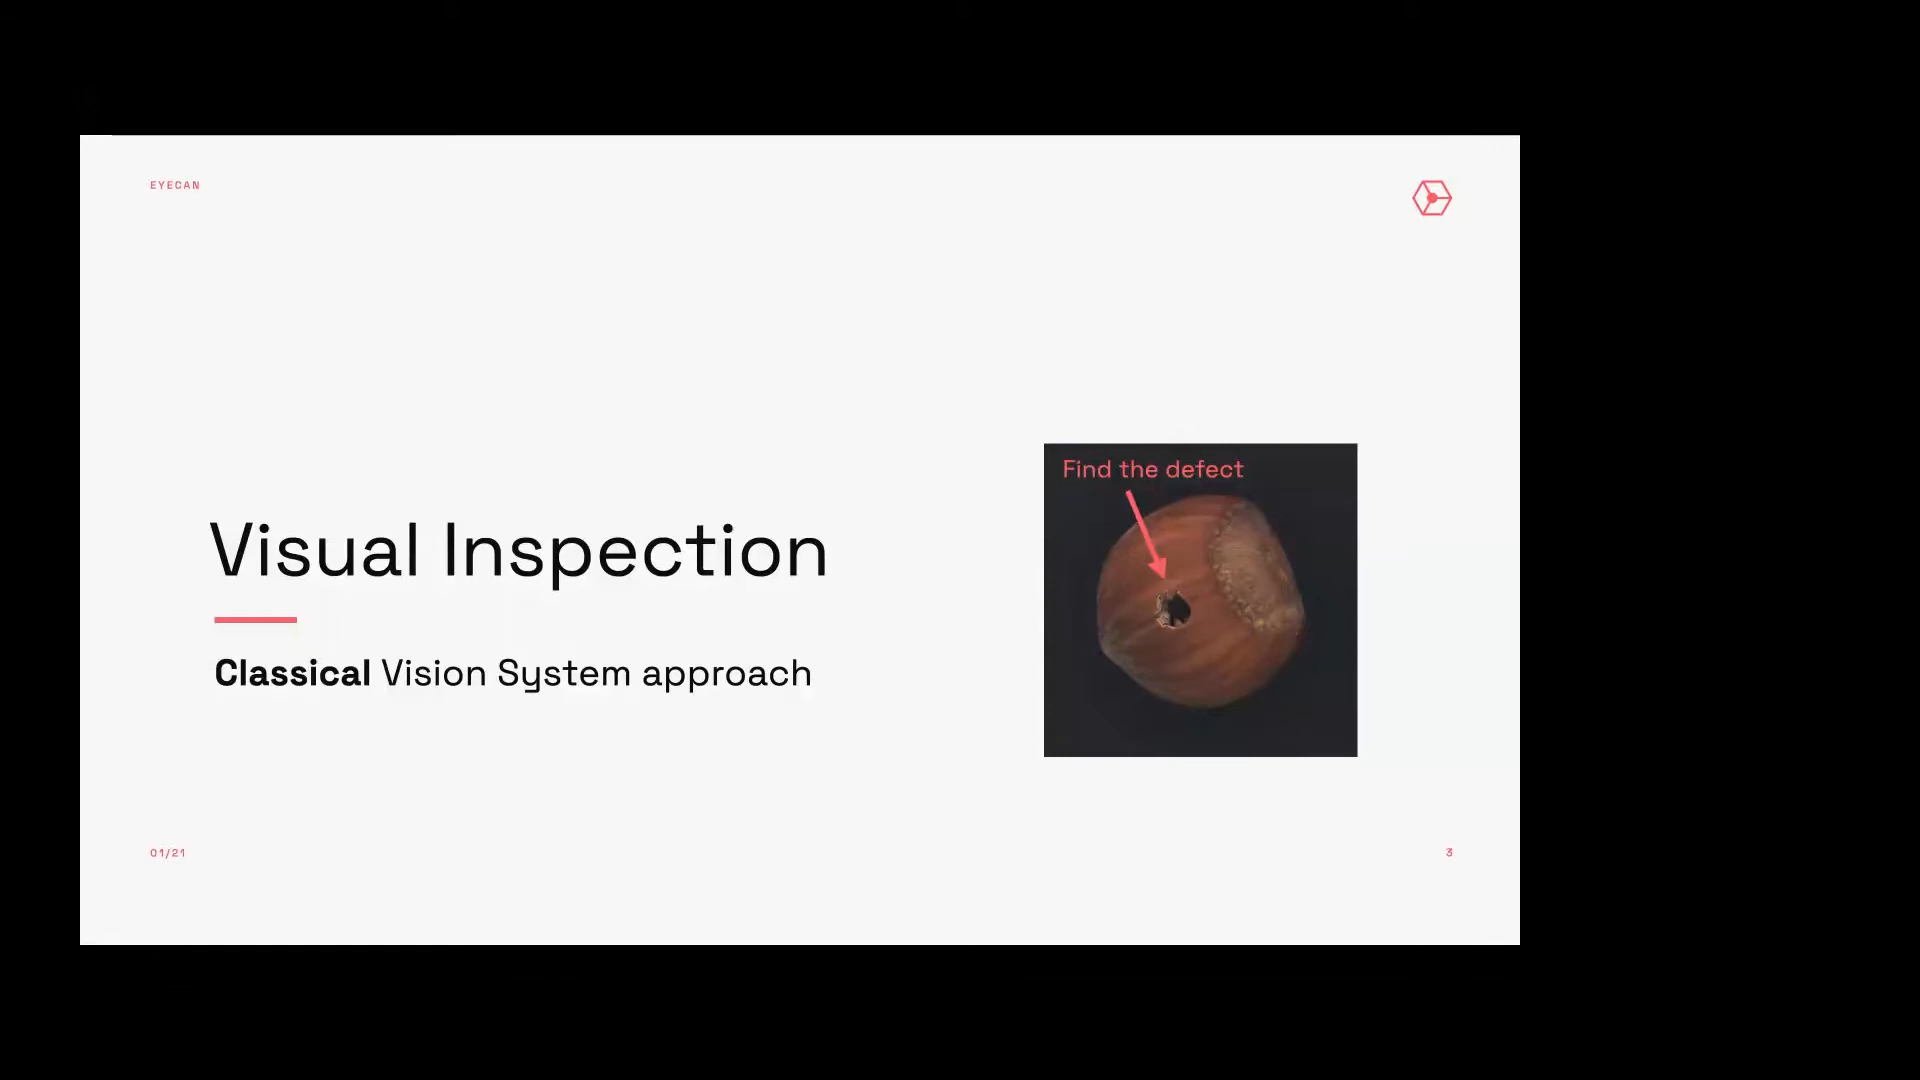 EYECAN
Find the defect
Visual Inspection
Classical Vision System approach
01/21
3